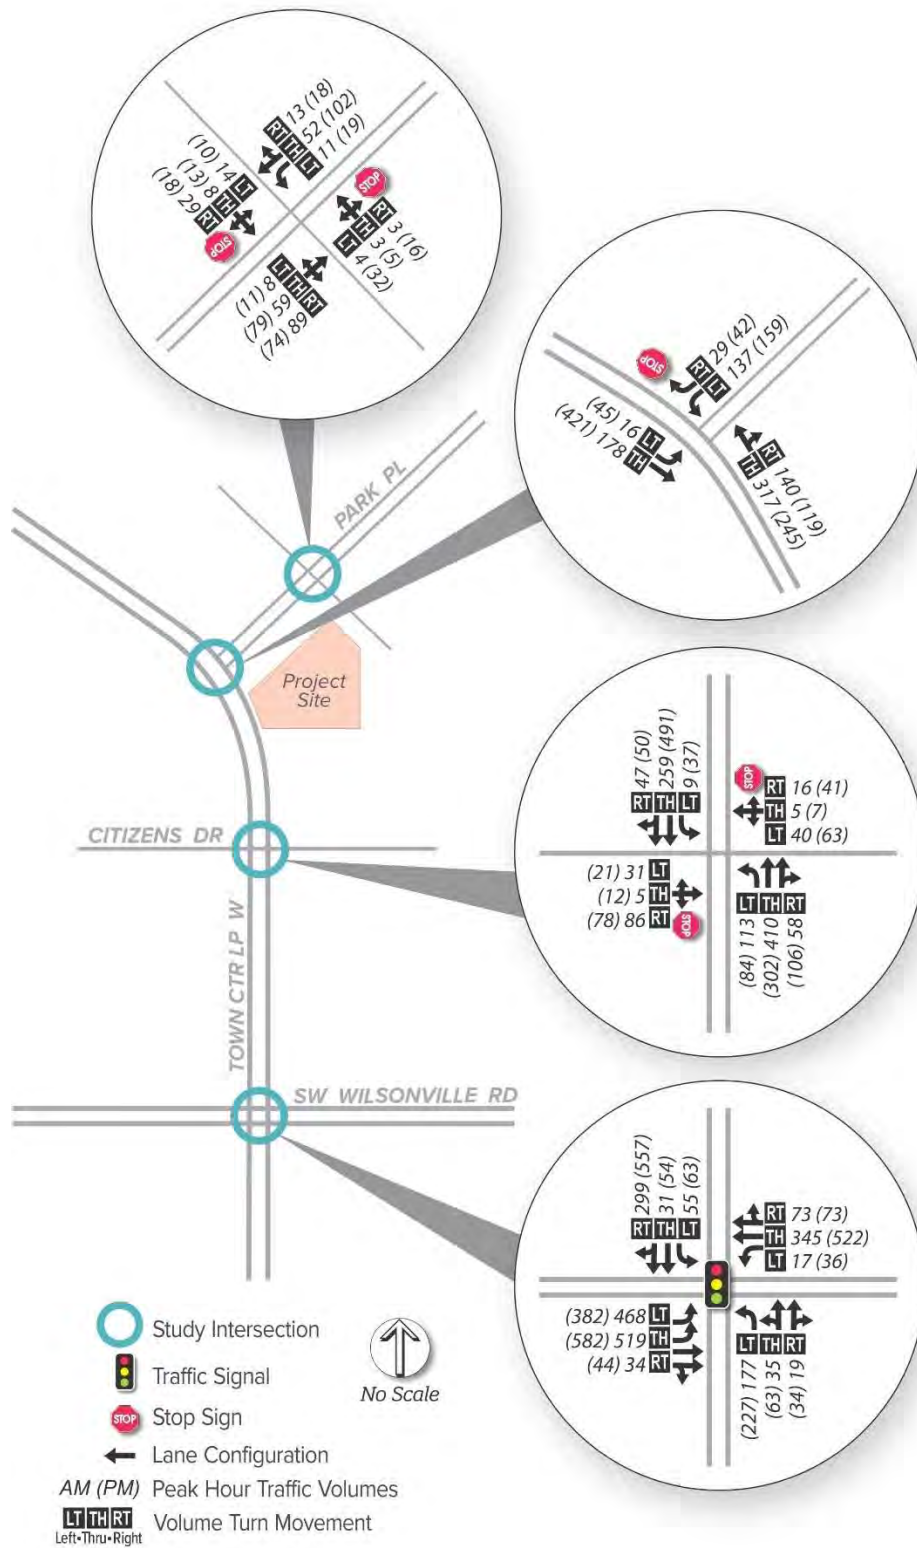 13 (18)
52 (102)
11 (19)
RT TH LT
(10) 14 LT
(13) 8 TH
(18) 29 RT
STOP
STOP
RT 3 (16)
TH 3 (5)
LT 4 (32)
LT TH RT
(11) 8
(79) 59
(74) 89
STOP
29 (42)
137 (159)
RT LT
(45) 16 LT
(421) 178 TH
RT 140 (119)
TH 317 (245)
PARK PL
Project
Site
47 (50)
259 (491)
9 (37)
RT TH LT
STOP
RT 16 (41)
TH 5 (7)
LT 40 (63)
CITIZENS DR
(21) 31 LT
(12) 5 TH
(78) 86 RT
STOP
LT TH RT
(84) 113
(302) 410
(106) 58
TOWN CTR LP W
SW WILSONVILLE RD
299 (557)
31 (54)
55 (63)
RT TH LT
RT 73 (73)
TH 345 (522)
LT 17 (36)
(382) 468 LT
(582) 519 TH
(44) 34 RT
LT TH RT
(227) 177
(63) 35
(34) 19
Study Intersection
Traffic Signal
STOP Stop Sign
Lane Configuration
AM (PM) Peak Hour Traffic Volumes
LT TH RT Volume Turn Movement
Left•Thru•Right
No Scale